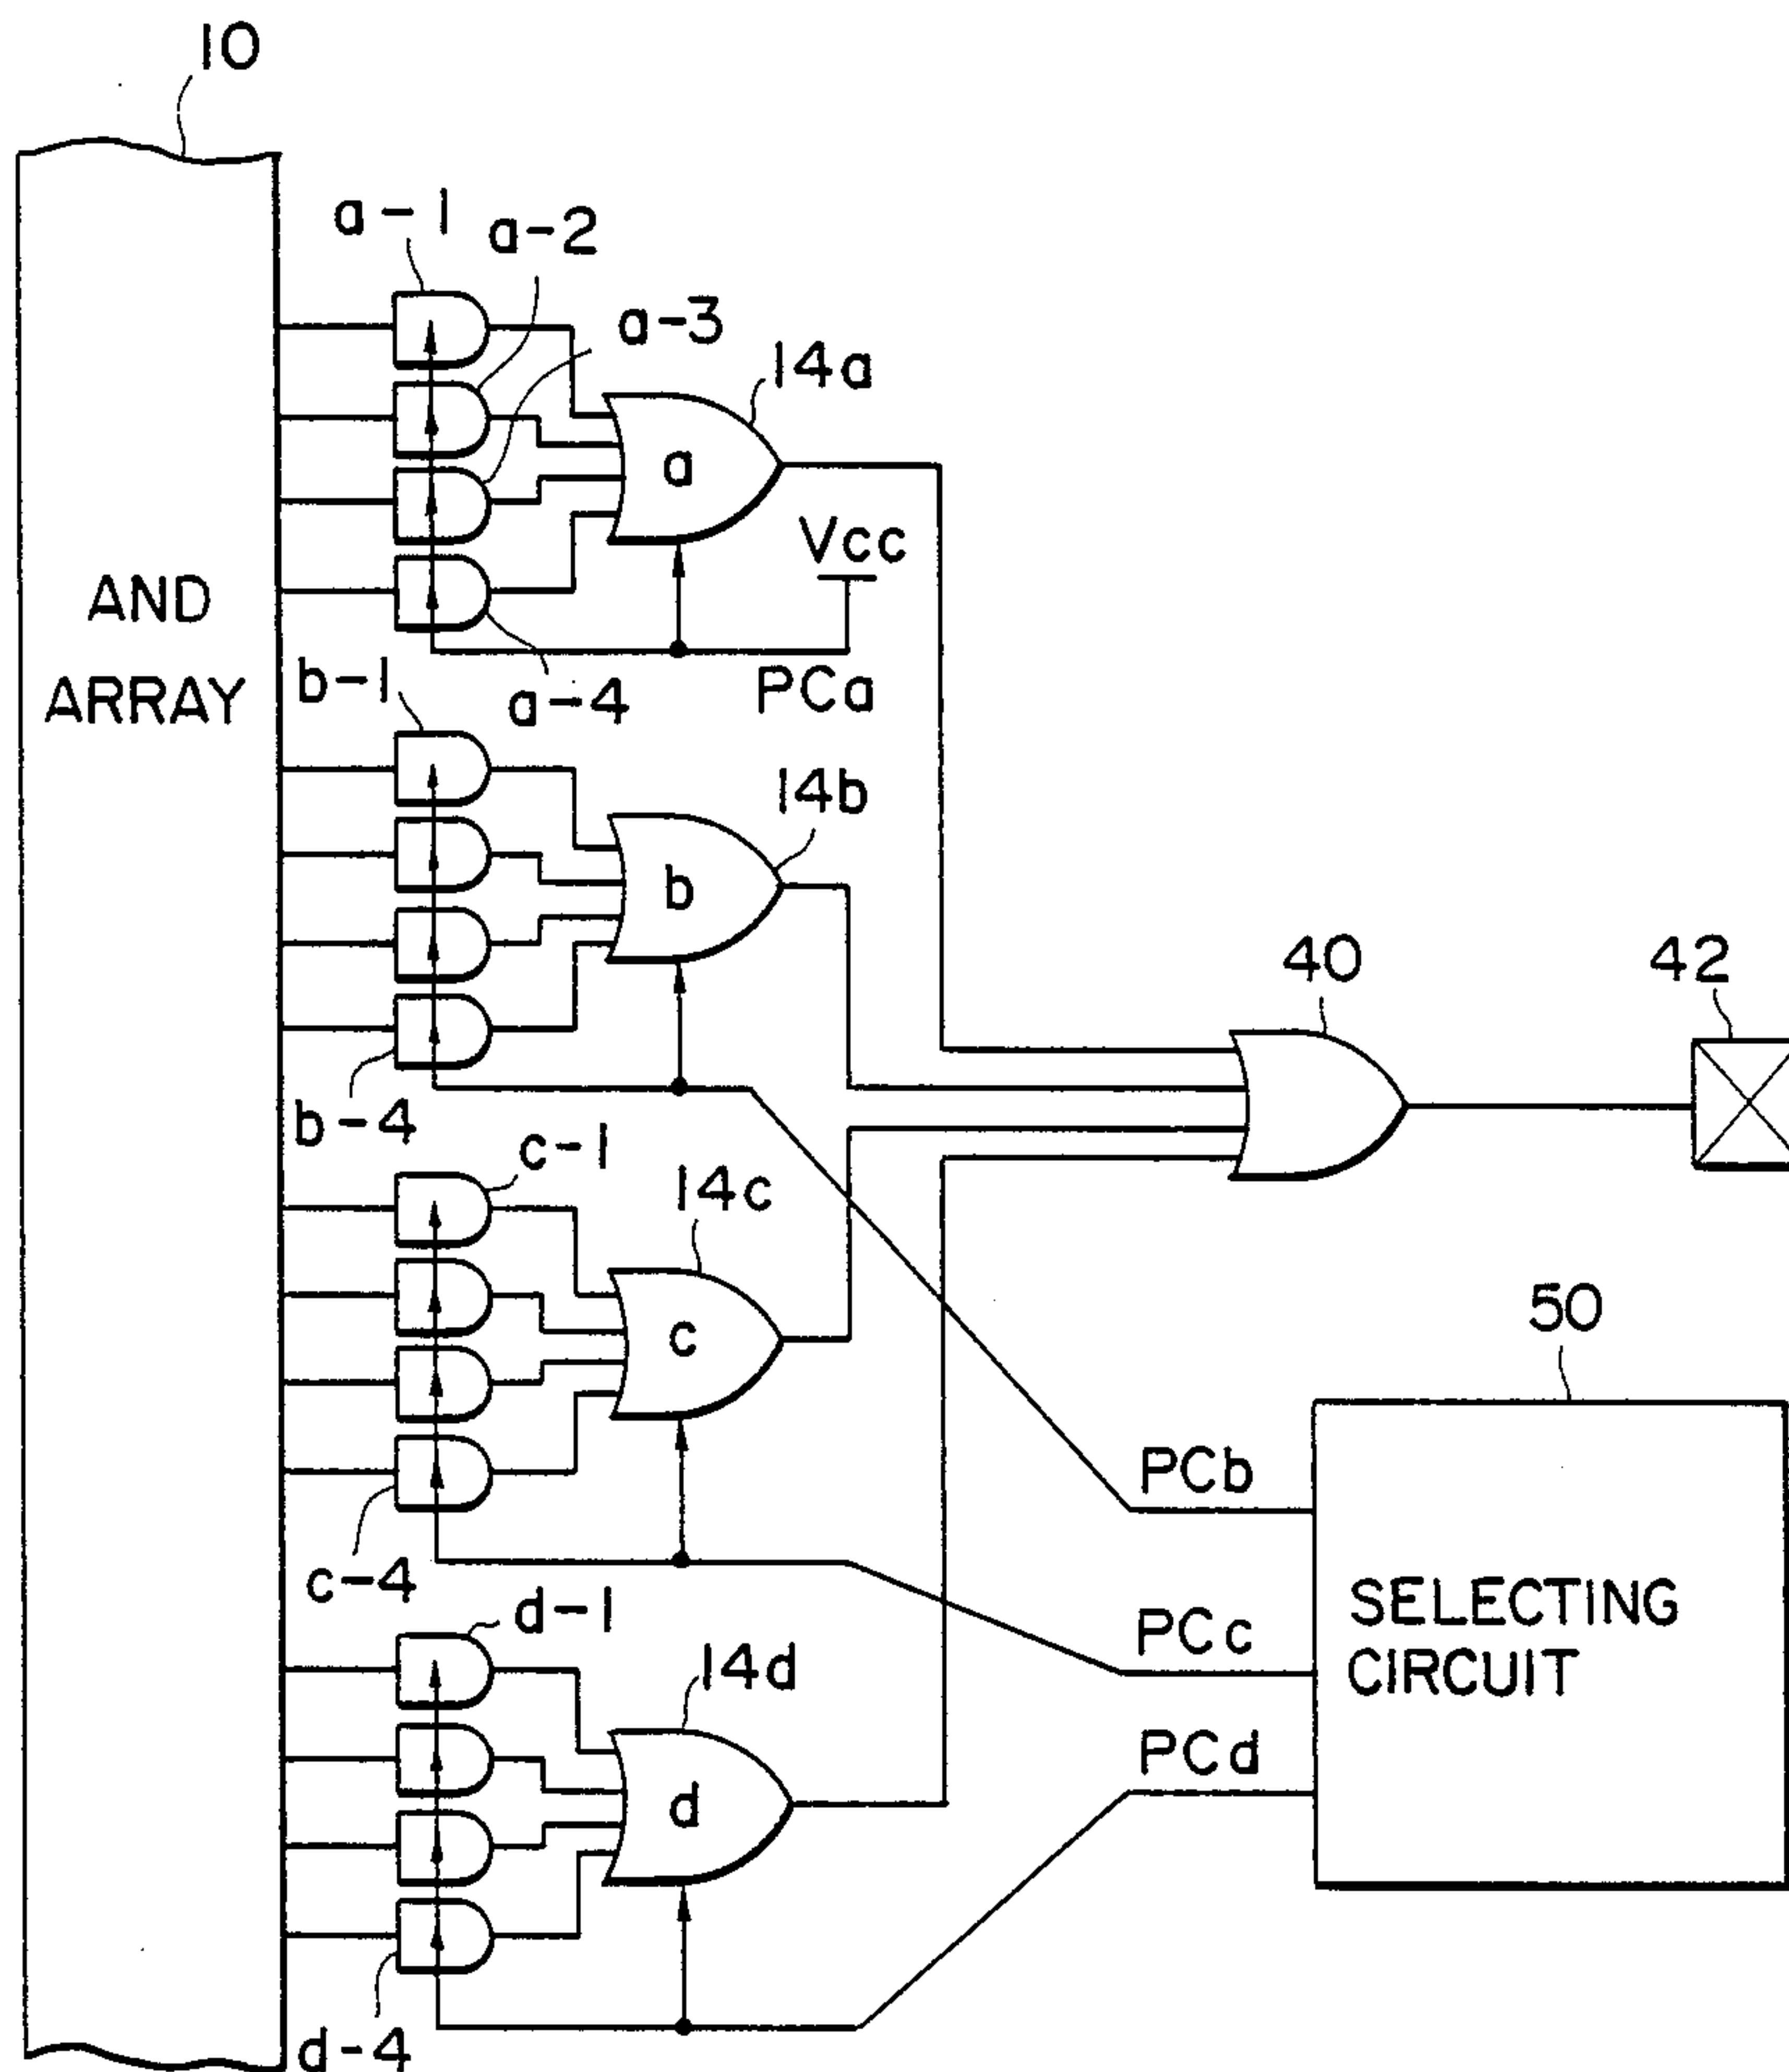 10
a-1
a-2
a-3
14a
a
Vcc
AND
ARRAY
PCa
a-4
b-1
14b
b
40
42
b-4
c-1
14c
c
50
PCb
c-4
SELECTING
CIRCUIT
PCc
d-1
14d
PCd
d
d-4